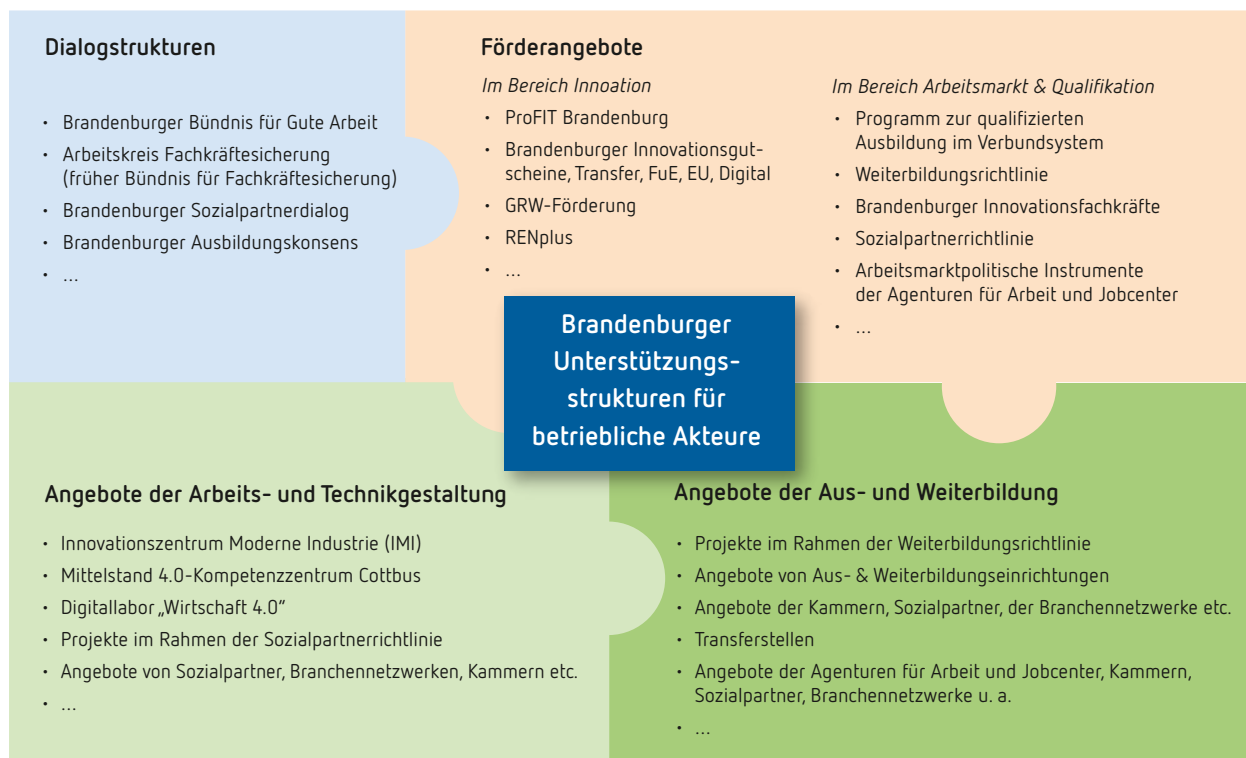 Dialogstrukturen
• Brandenburger Bündnis für Gute Arbeit
• Arbeitskreis Fachkräftesicherung
(früher Bündnis für Fachkräftesicherung)
• Brandenburger Sozialpartnerdialog
• Brandenburger Ausbildungskonsens
• ...
Förderangebote
Im Bereich Innoation
• ProFIT Brandenburg
• Brandenburger Innovationsgut-
scheine, Transfer, FuE, EU, Digital
• GRW-Förderung
• RENplus
• ...
Im Bereich Arbeitsmarkt & Qualifikation
• Programm zur qualifizierten
Ausbildung im Verbundsystem
• Weiterbildungsrichtlinie
• Brandenburger Innovationsfachkräfte
• Sozialpartnerrichtlinie
• Arbeitsmarktpolitische Instrumente
der Agenturen für Arbeit und Jobcenter
• ...
Brandenburger
Unterstützungs-
strukturen für
betriebliche Akteure
Angebote der Arbeits- und Technikgestaltung
• Innovationszentrum Moderne Industrie (IMI)
• Mittelstand 4.0-Kompetenzzentrum Cottbus
• Digitallabor „Wirtschaft 4.0“
• Projekte im Rahmen der Sozialpartnerrichtlinie
• Angebote von Sozialpartner, Branchennetzwerken, Kammern etc.
• ...
Angebote der Aus- und Weiterbildung
• Projekte im Rahmen der Weiterbildungsrichtlinie
• Angebote von Aus- & Weiterbildungseinrichtungen
• Angebote der Kammern, Sozialpartner, der Branchennetzwerke etc.
• Transferstellen
• Angebote der Agenturen für Arbeit und Jobcenter, Kammern,
Sozialpartner, Branchennetzwerke u. a.
• ...